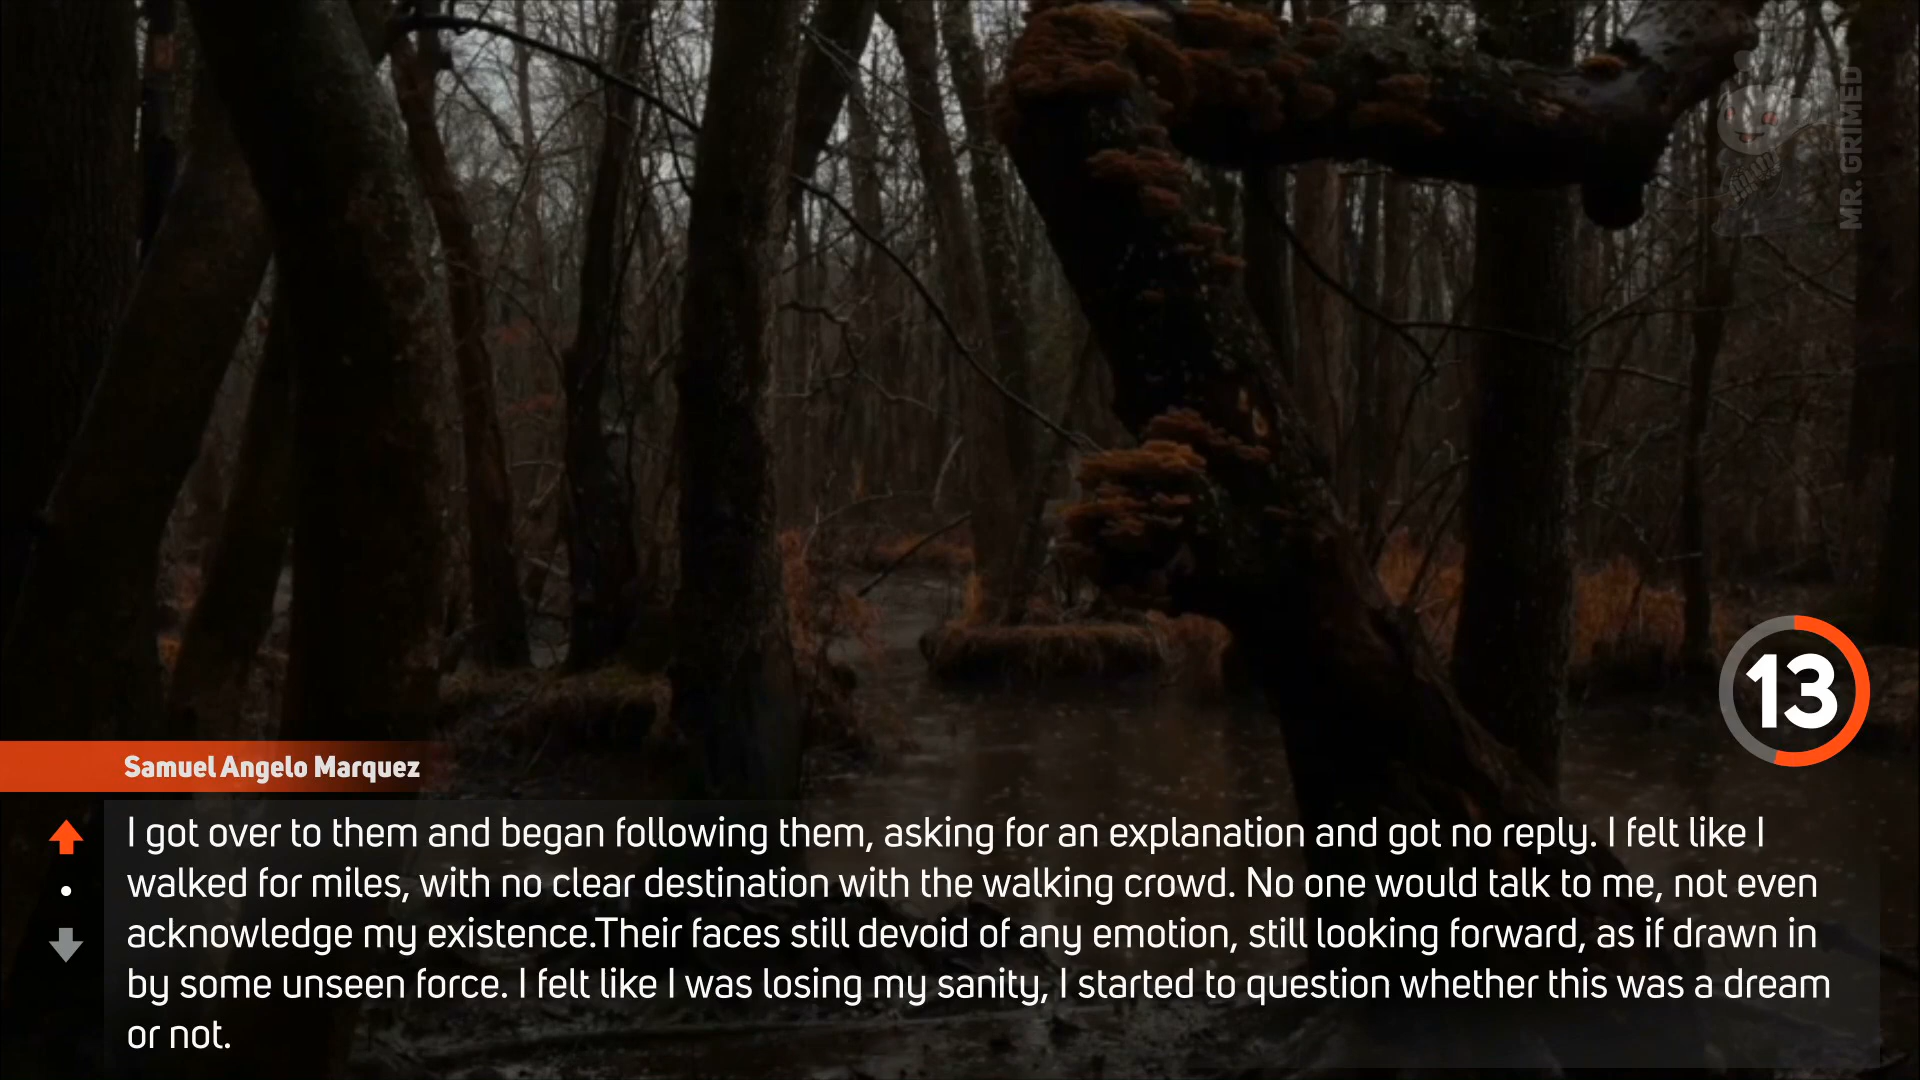 MR. GRIMED
13
Samuel Angelo Marquez
I got over to them and began following them, asking for an explanation and got no reply. I felt like I
walked for miles, with no clear destination with the walking crowd. No one would talk to me, not even
acknowledge my existence.Their faces still devoid of any emotion, still looking forward, as if drawn in
by some unseen force. I felt like I was losing my sanity, I started to question whether this was a dream
or not.